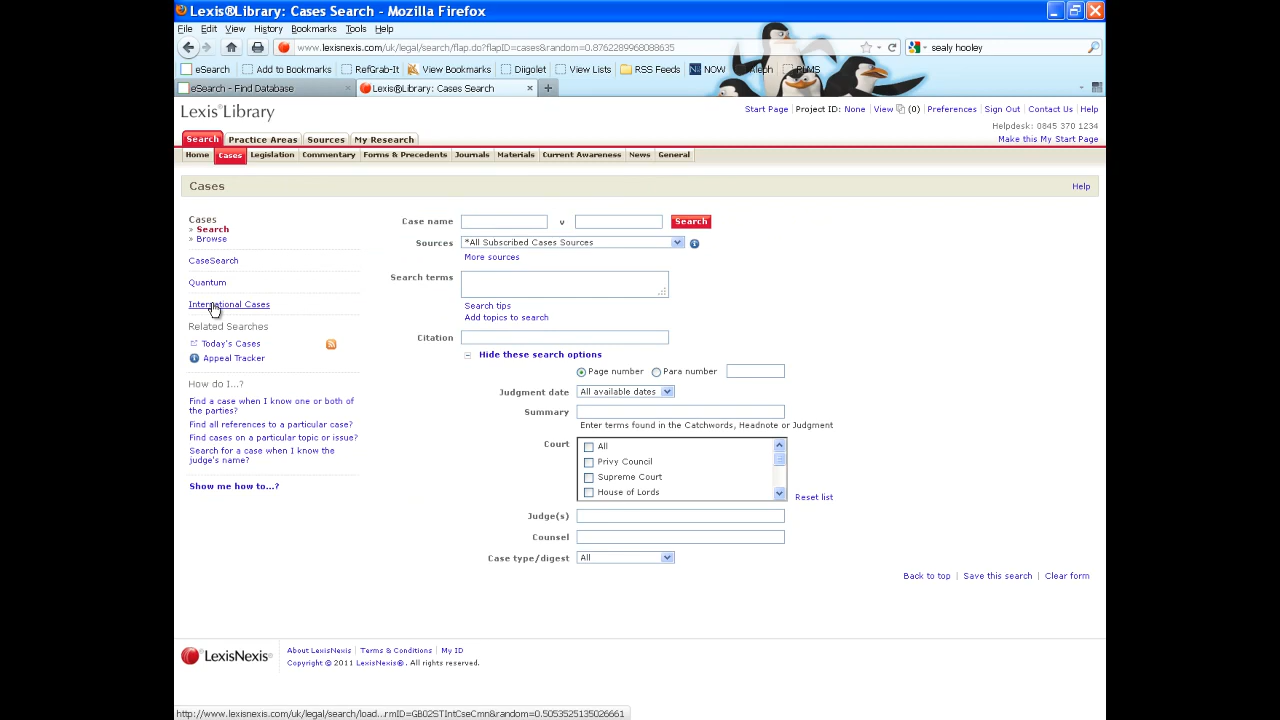 Lexis®Library: Cases Search - Mozilla Firefox
File Edit View History Bookmarks Tools Help
www.lexisnexis.com/uk/legal/search/flap.do?flapID=cases&random=0.8762289968088635
sealy hooley
eSearch Add to Bookmarks RefGrab-It View Bookmarks Diigolet View Lists RSS Feeds NOW
eSearch - Find Database
Lexis®Library: Cases Search
Lexis®Library
Start Page Project ID: None View (0) Preferences Sign Out Contact Us Help
Helpdesk: 0845 370 1234
Make this My Start Page
Search Practice Areas Sources My Research
Home Cases Legislation Commentary Forms & Precedents Journals Materials Current Awareness News General
Cases
Help
Cases
» Search
» Browse
CaseSearch
Quantum
International Cases
Related Searches
Today's Cases
Appeal Tracker
How do I...?
Find a case when I know one or both of
the parties?
Find all references to a particular case?
Find cases on a particular topic or issue?
Search for a case when I know the
judge's name?
Show me how to...?
Case name v Search
Sources *All Subscribed Cases Sources
More sources
Search terms
Search tips
Add topics to search
Citation
Hide these search options
Page number Para number
Judgment date All available dates
Summary
Enter terms found in the Catchwords, Headnote or Judgment
Court
All
Privy Council
Supreme Court
House of Lords
Reset list
Judge(s)
Counsel
Case type/digest All
Back to top | Save this search | Clear form
LexisNexis
About LexisNexis | Terms & Conditions | My ID
Copyright © 2011 LexisNexis®. All rights reserved.
http://www.lexisnexis.com/uk/legal/search/load...rmID=GB02STIntCseCmn&random=0.5053525135026661